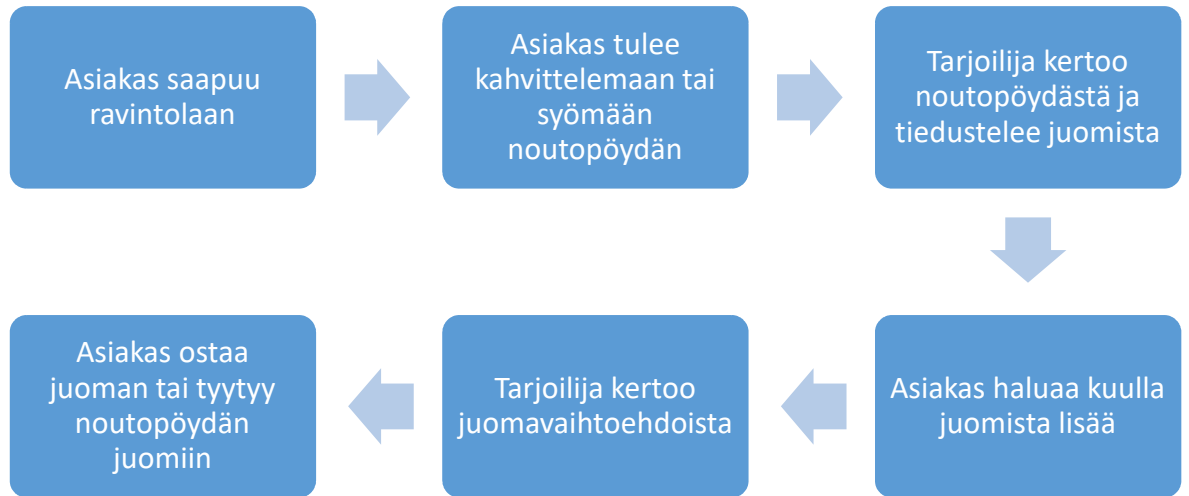 Asiakas saapuu
ravintolaan
Asiakas tulee
kahvittelemaan tai
syömään
noutopöydän
Tarjoilija kertoo
noutopöydästä ja
tiedustelee juomista
Asiakas haluaa kuulla
juomista lisää
Tarjoilija kertoo
juomavaihtoehdoista
Asiakas ostaa
juoman tai tyytyy
noutopöydän
juomiin